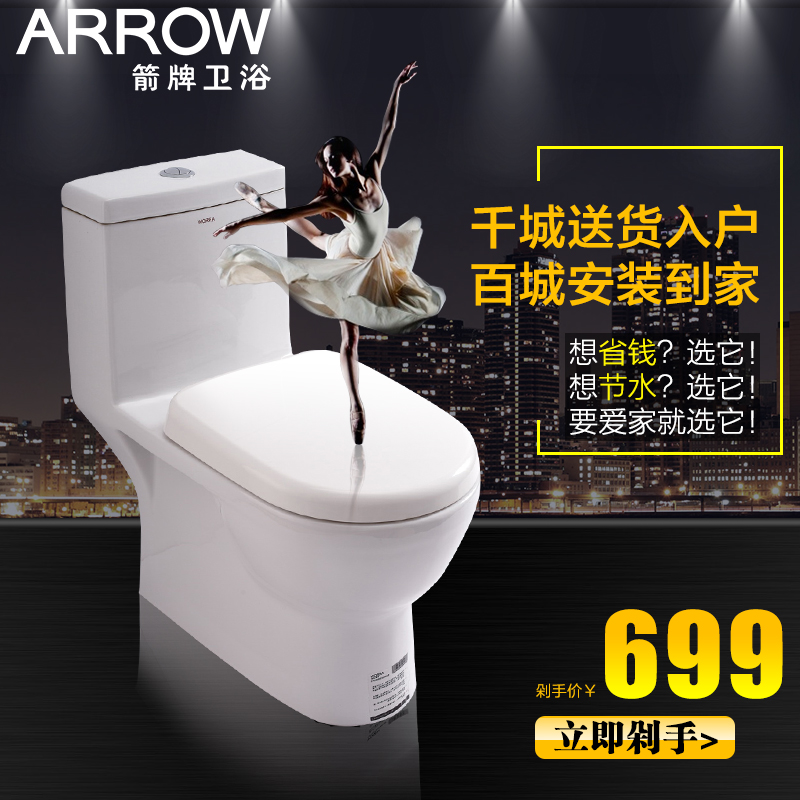 ARROW
箭牌卫浴
千城送货入户
百城安装到家
想省钱？选它！
想节水？选它！
要爱家就选它！
剁手价￥ 699
立即剁手>